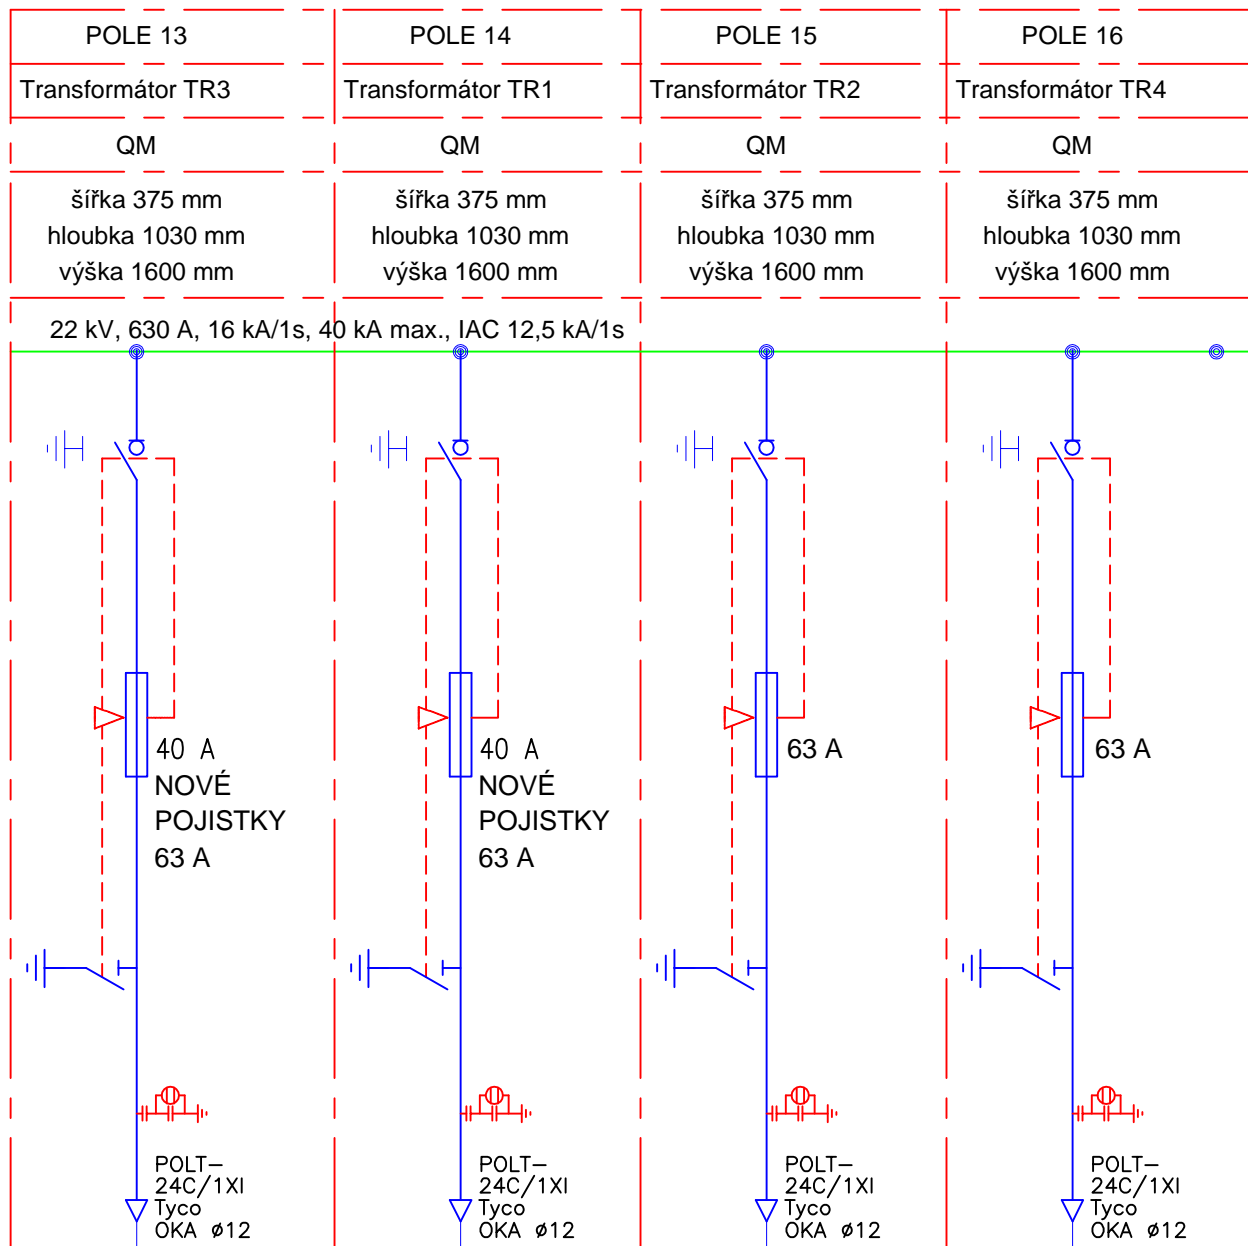 POLE 13
POLE 14
POLE 15
POLE 16
Transformátor TR3
Transformátor TR1
Transformátor TR2
Transformátor TR4
QM
QM
QM
QM
šířka 375 mm
hloubka 1030 mm
výška 1600 mm
šířka 375 mm
hloubka 1030 mm
výška 1600 mm
šířka 375 mm
hloubka 1030 mm
výška 1600 mm
šířka 375 mm
hloubka 1030 mm
výška 1600 mm
22 kV, 630 A, 16 kA/1s, 40 kA max., IAC 12,5 kA/1s
40 A
NOVÉ
POJISTKY
63 A
40 A
NOVÉ
POJISTKY
63 A
63 A
63 A
POLT–
24C/1XI
Tyco
OKA ø12
POLT–
24C/1XI
Tyco
OKA ø12
POLT–
24C/1XI
Tyco
OKA ø12
POLT–
24C/1XI
Tyco
OKA ø12